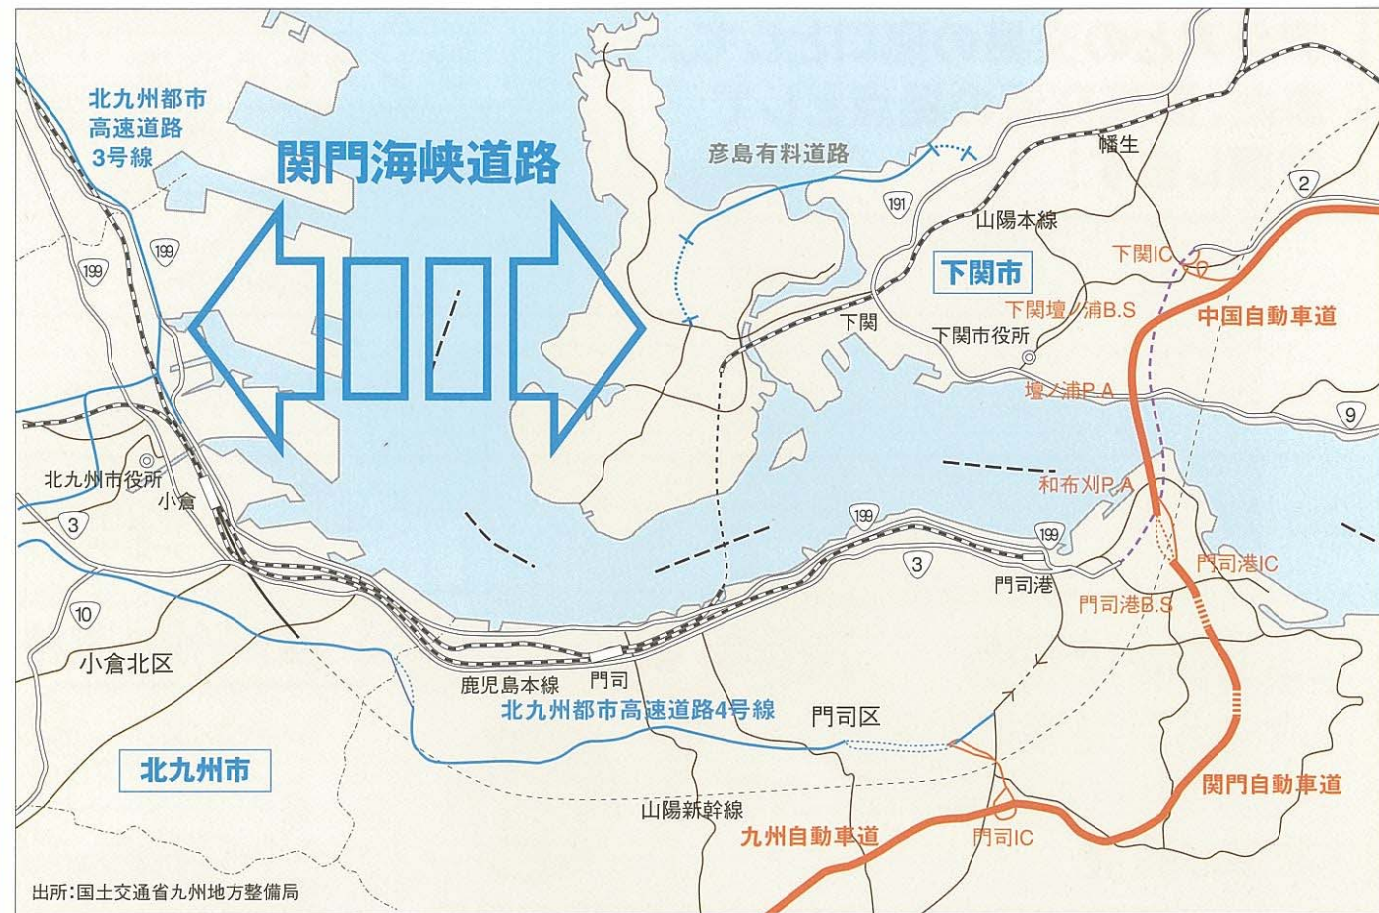 北九州都市
高速道路
3号線
関門海峡道路
彦島有料道路
幡生
2
191
山陽本線
199
199
下関IC
下関市
下関壇ノ浦B.S
中国自動車道
下関
下関市役所
壇ノ浦P.A
9
北九州市役所
小倉
和布刈P.A
3
199
199
3
門司港IC
門司港
門司港B.S
10
小倉北区
鹿児島本線
門司
北九州都市高速道路4号線
門司区
北九州市
関門自動車道
山陽新幹線
九州自動車道
門司IC
出所:国土交通省九州地方整備局